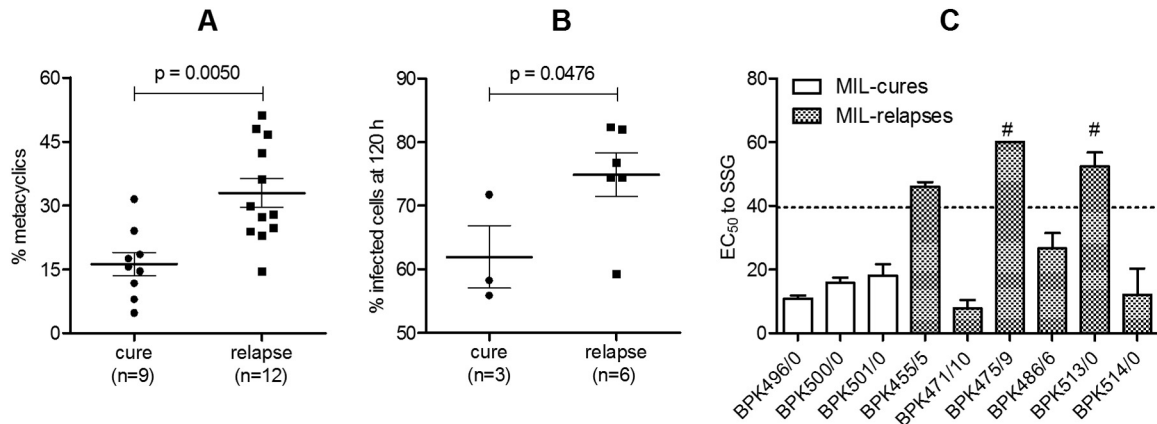 A
p = 0.0050
% metacyclics
60
45
30
15
0
cure
(n=9)
relapse
(n=12)
B
p = 0.0476
% infected cells at 120 h
90
80
70
60
50
cure
(n=3)
relapse
(n=6)
C
MIL-cures
MIL-relapses
# #
EC50 to SSG
80
60
40
20
0
BPK496/0
BPK500/0
BPK501/0
BPK455/5
BPK471/10
BPK475/9
BPK486/6
BPK513/0
BPK514/0